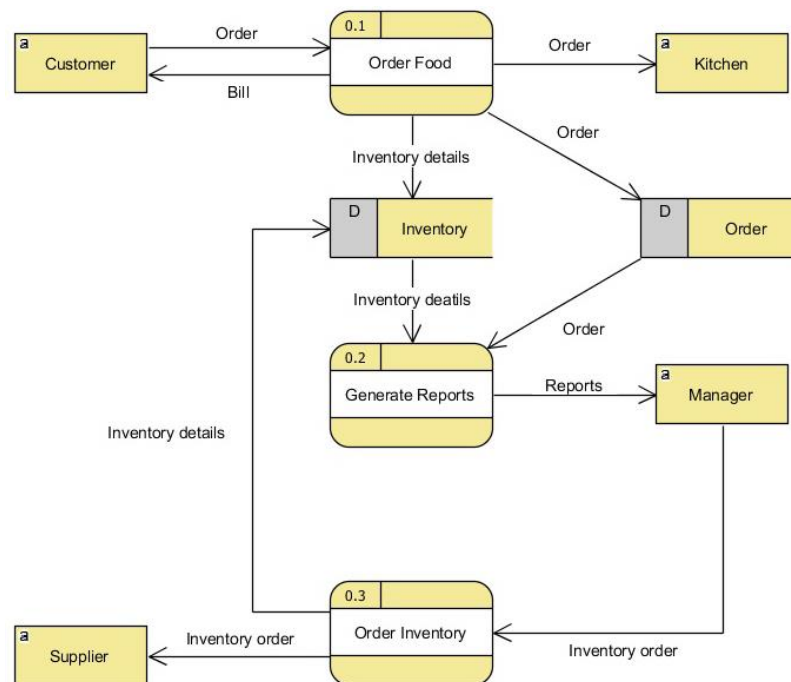 0.1
a
Order
a
Order
Customer
Order Food
Kitchen
Bill
Order
Inventory details
D
D
Inventory
Order
Inventory deatils
Order
0.2
a
Reports
Generate Reports
Manager
Inventory details
0.3
a
Order Inventory
Inventory order
Inventory order
Supplier